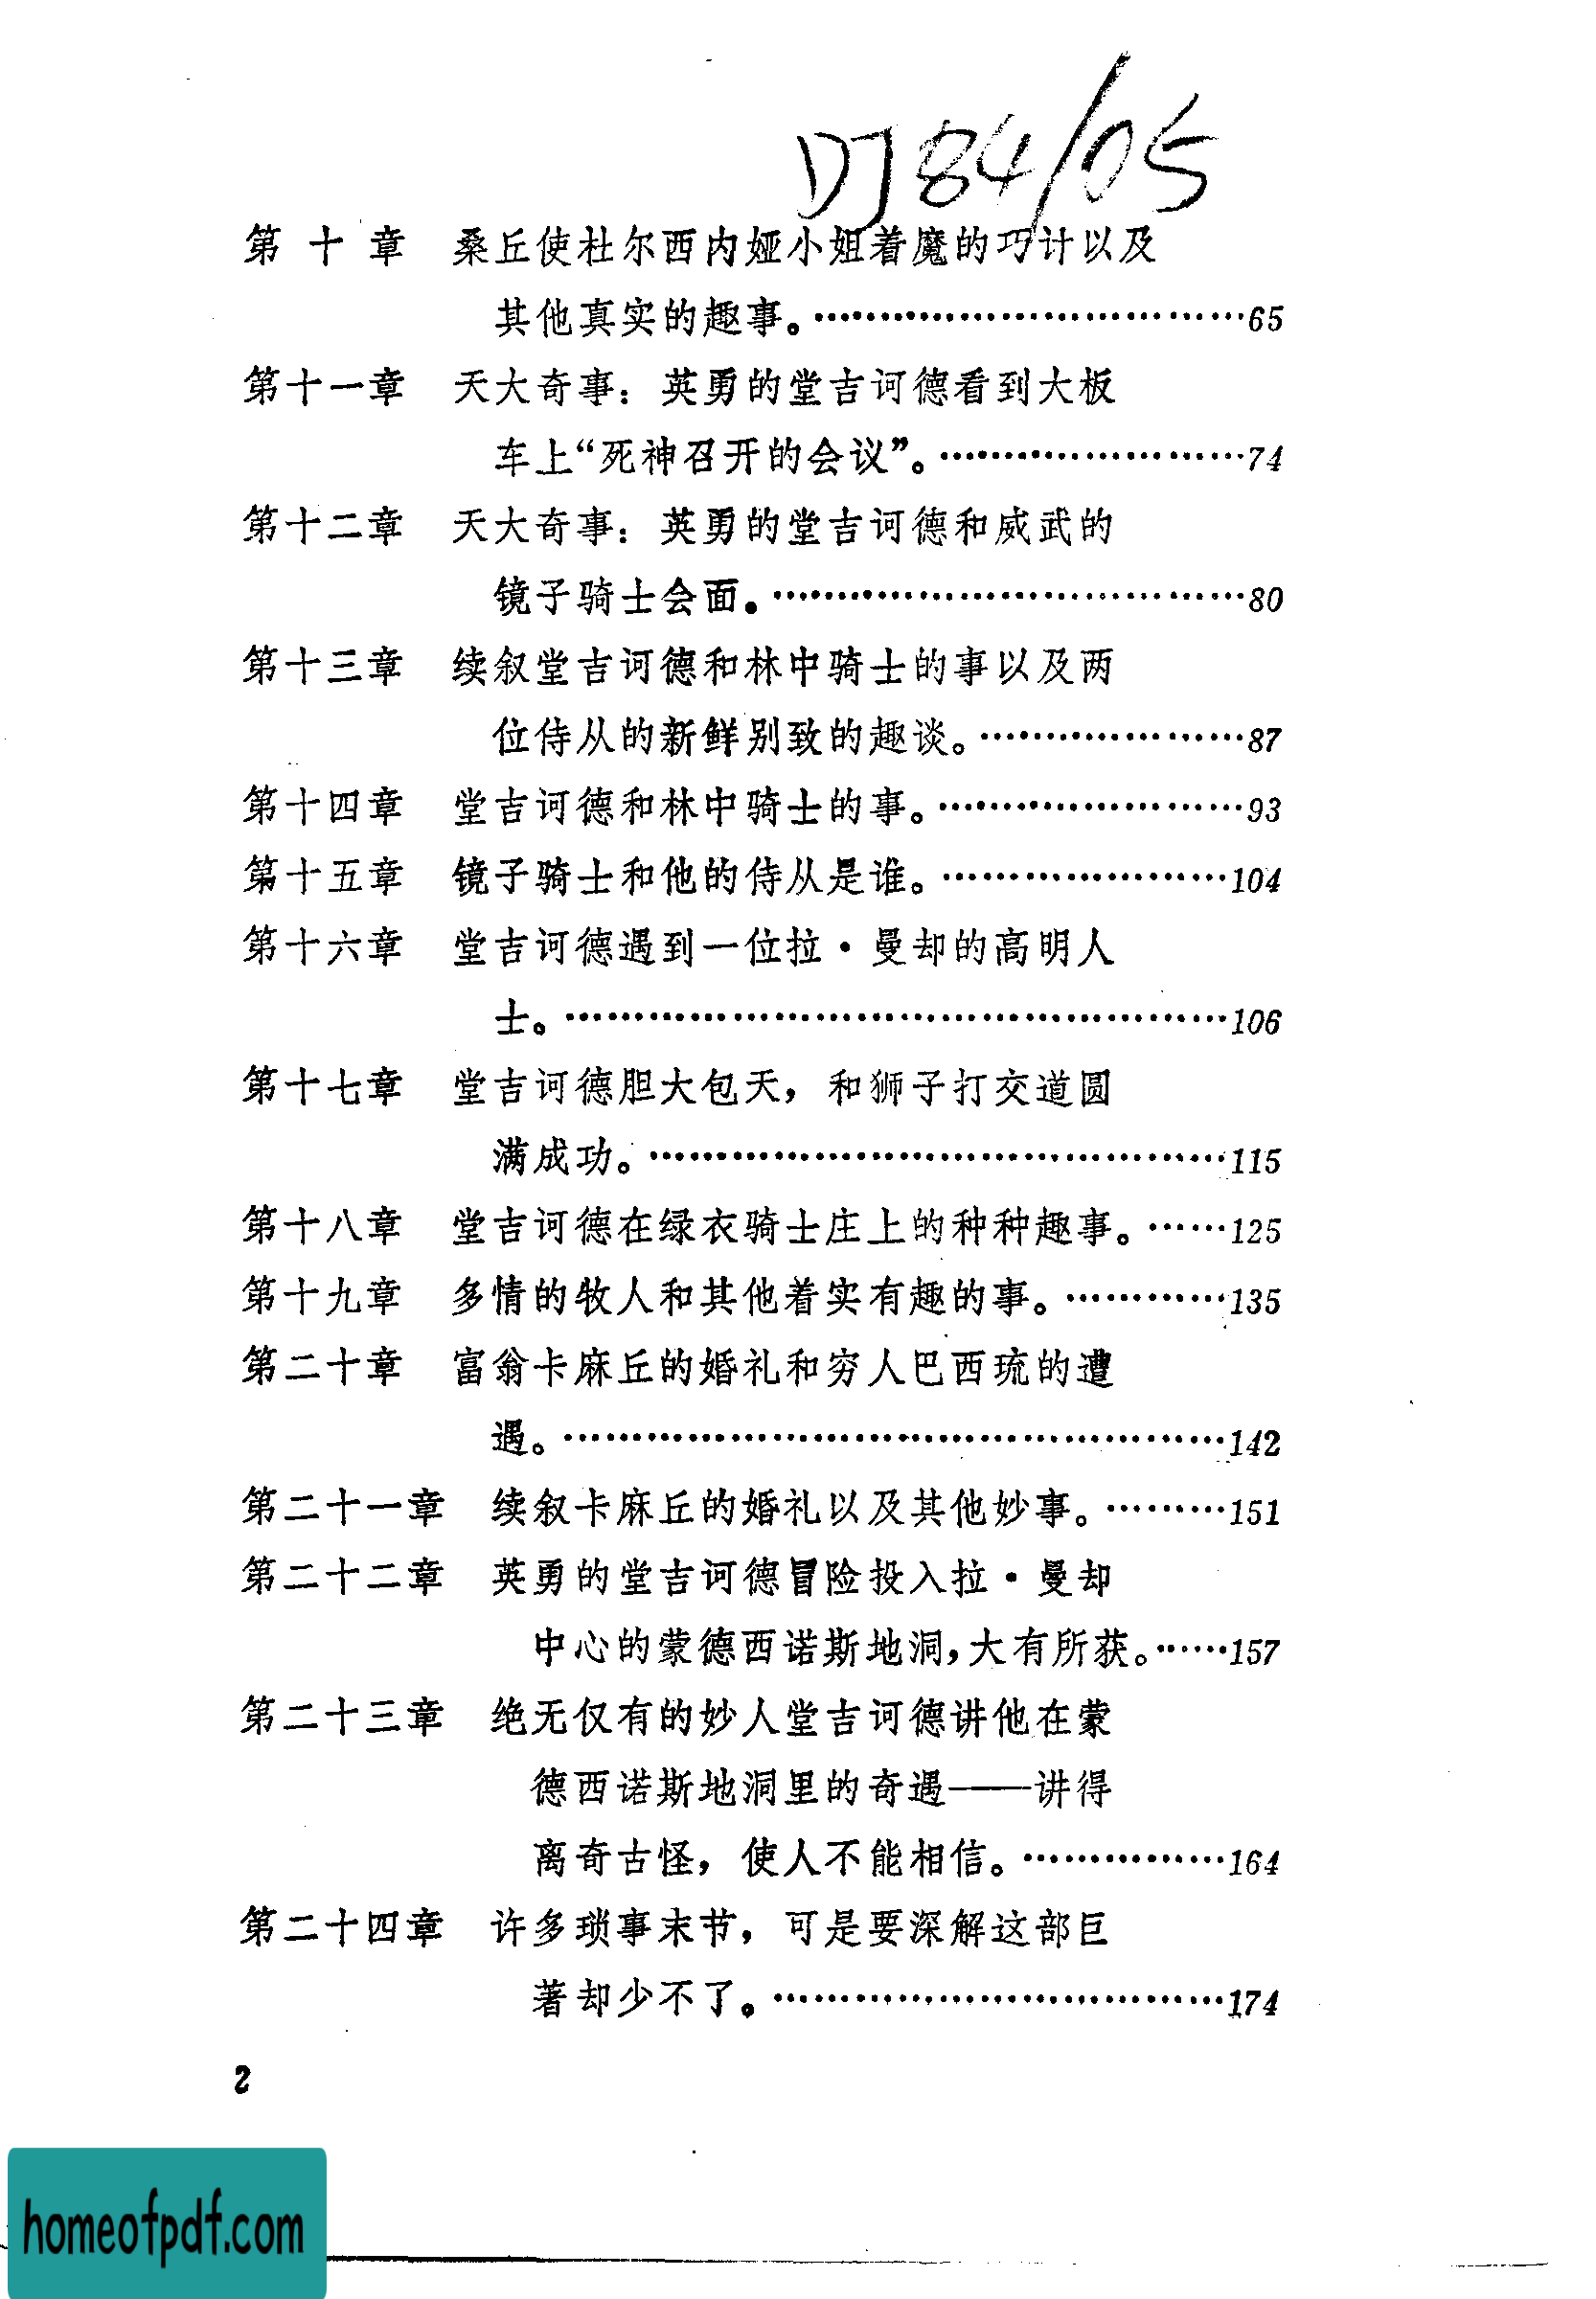 DJ84/05
第十章 桑丘使杜尔西内娅小姐着魔的巧计以及
其他真实的趣事。……………………………65
第十一章 天大奇事：英勇的堂吉诃德看到大板
车上“死神召开的会议”。……………………74
第十二章 天大奇事：英勇的堂吉诃德和威武的
镜子骑士会面。………………………………80
第十三章 续叙堂吉诃德和林中骑士的事以及两
位侍从的新鲜别致的趣谈。…………………87
第十四章 堂吉诃德和林中骑士的事。……………………93
第十五章 镜子骑士和他的侍从是谁。…………………104
第十六章 堂吉诃德遇到一位拉·曼却的高明人
士。……………………………………………106
第十七章 堂吉诃德胆大包天，和狮子打交道圆
满成功。………………………………………115
第十八章 堂吉诃德在绿衣骑士庄上的种种趣事。……125
第十九章 多情的牧人和其他着实有趣的事。…………135
第二十章 富翁卡麻丘的婚礼和穷人巴西琉的遭
遇。……………………………………………142
第二十一章 续叙卡麻丘的婚礼以及其他妙事。………151
第二十二章 英勇的堂吉诃德冒险投入拉·曼却
中心的蒙德西诺斯地洞，大有所获。……157
第二十三章 绝无仅有的妙人堂吉诃德讲他在蒙
德西诺斯地洞里的奇遇——讲得
离奇古怪，使人不能相信。……………164
第二十四章 许多琐事末节，可是要深解这部巨
著却少不了。………………………………174
2
homeofpdf.com